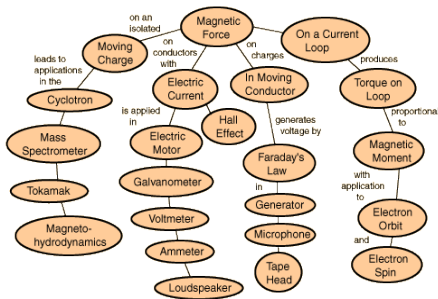 Magnetic
Force
on an
isolated
Moving
Charge
on
conductors
with
on
charges
On a Current
Loop
leads to
applications
in the
Cyclotron
Mass
Spectrometer
Tokamak
Magneto-
hydrodynamics
Electric
Current
Hall
Effect
is applied
in
Electric
Motor
Galvanometer
Voltmeter
Ammeter
Loudspeaker
In Moving
Conductor
generates
voltage by
Faraday's
Law
in
Generator
Microphone
Tape
Head
produces
Torque on
Loop
proportional
to
Magnetic
Moment
with
application
to
Electron
Orbit
and
Electron
Spin